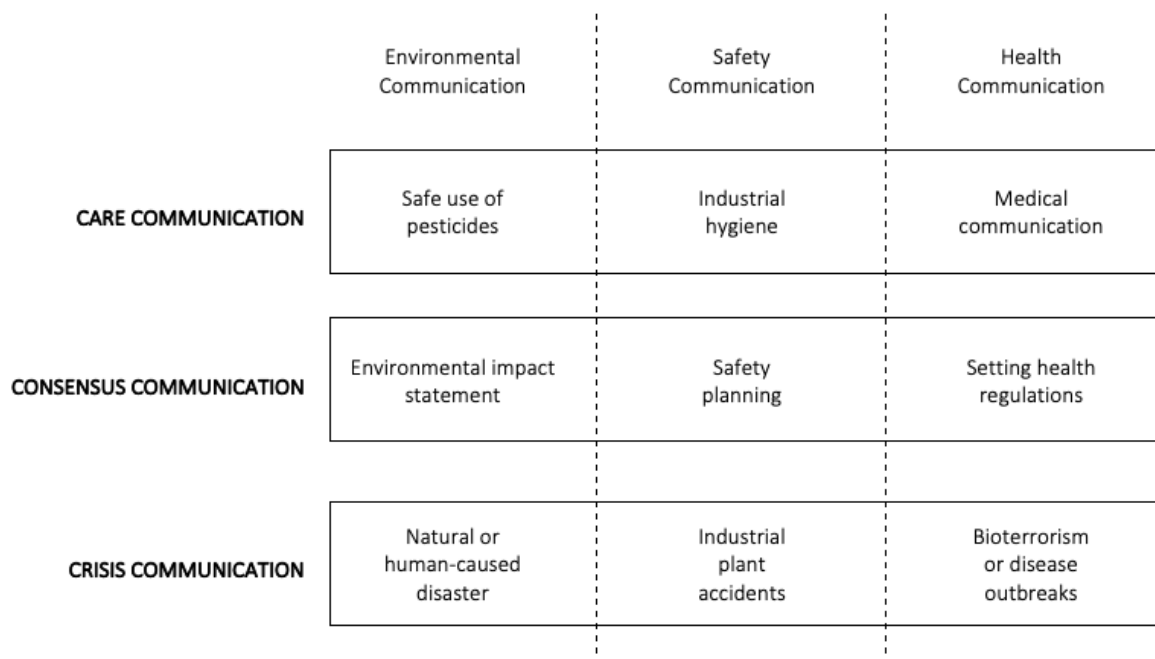 Environmental
Communication
Safety
Communication
Health
Communication
CARE COMMUNICATION
Safe use of
pesticides
Industrial
hygiene
Medical
communication
CONSENSUS COMMUNICATION
Environmental impact
statement
Safety
planning
Setting health
regulations
CRISIS COMMUNICATION
Natural or
human-caused
disaster
Industrial
plant
accidents
Bioterrorism
or disease
outbreaks